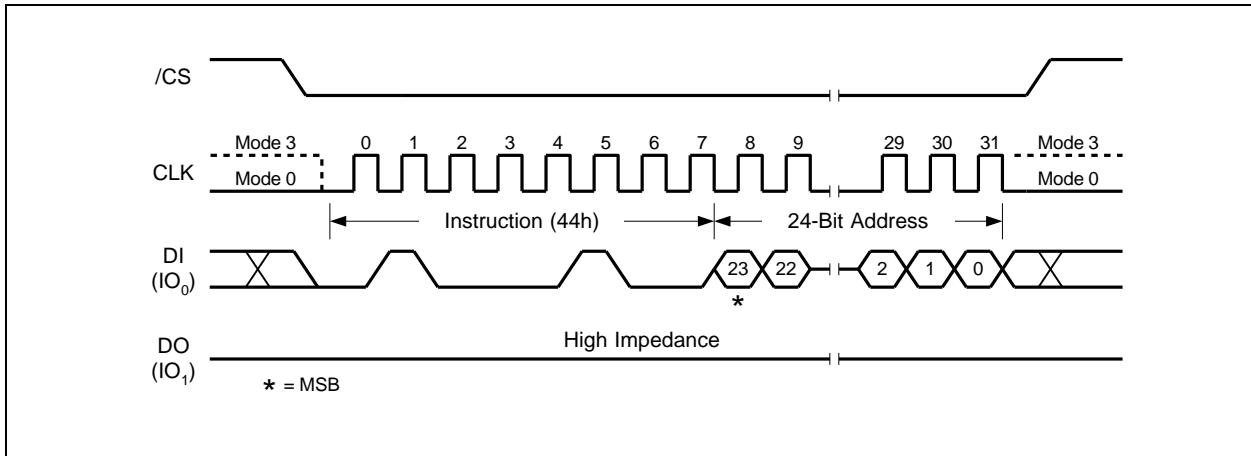 /CS
Mode 3 0 1 2 3 4 5 6 7 8 9 29 30 31 Mode 3
CLK
Mode 0 Mode 0
Instruction (44h) 24-Bit Address
DI
(IO0) 23 22 2 1 0
*
High Impedance
DO
(IO1)
* = MSB